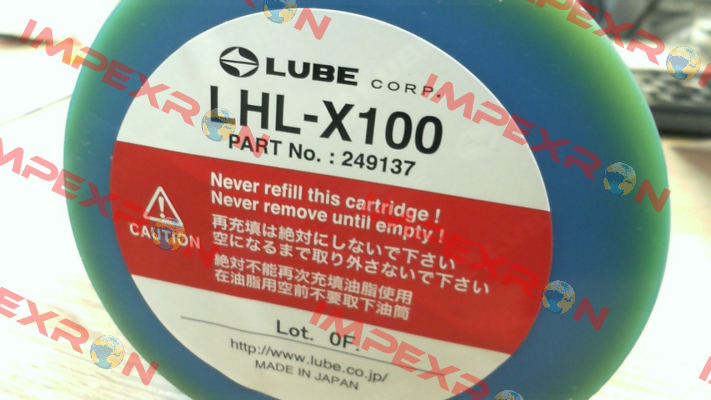 LUBE CORP.
LHL-X100
PART No. : 249137
Never refill this cartridge !
Never remove until empty !
CAUTION
再充填は絶対にしないで下さい
空になるまで取り外さないで下さい
絶対不能再次充填油脂使用
在油脂用空前不要取下油筒
Lot. 0F.
http://www.lube.co.jp/
MADE IN JAPAN
IMPEXRON
IMPEXRON
IMPEXRON
IMPEXRON
IMPEXRON
IMPEXRON
IMPEXRON